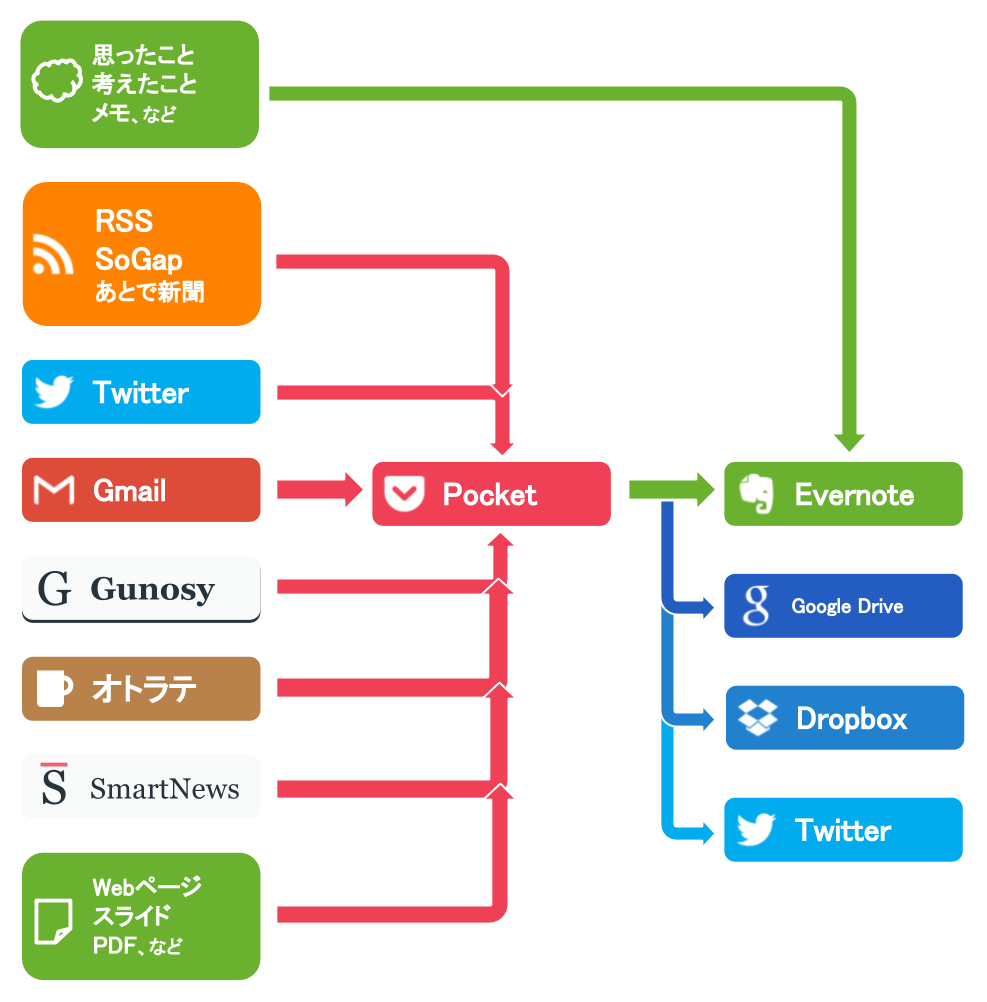 思ったこと
考えたこと
メモ、など
RSS
SoGap
あとで新聞
Twitter
Gmail
Pocket
Evernote
G Gunosy
Google Drive
オトラテ
Dropbox
S SmartNews
Twitter
Webページ
スライド
PDF、など